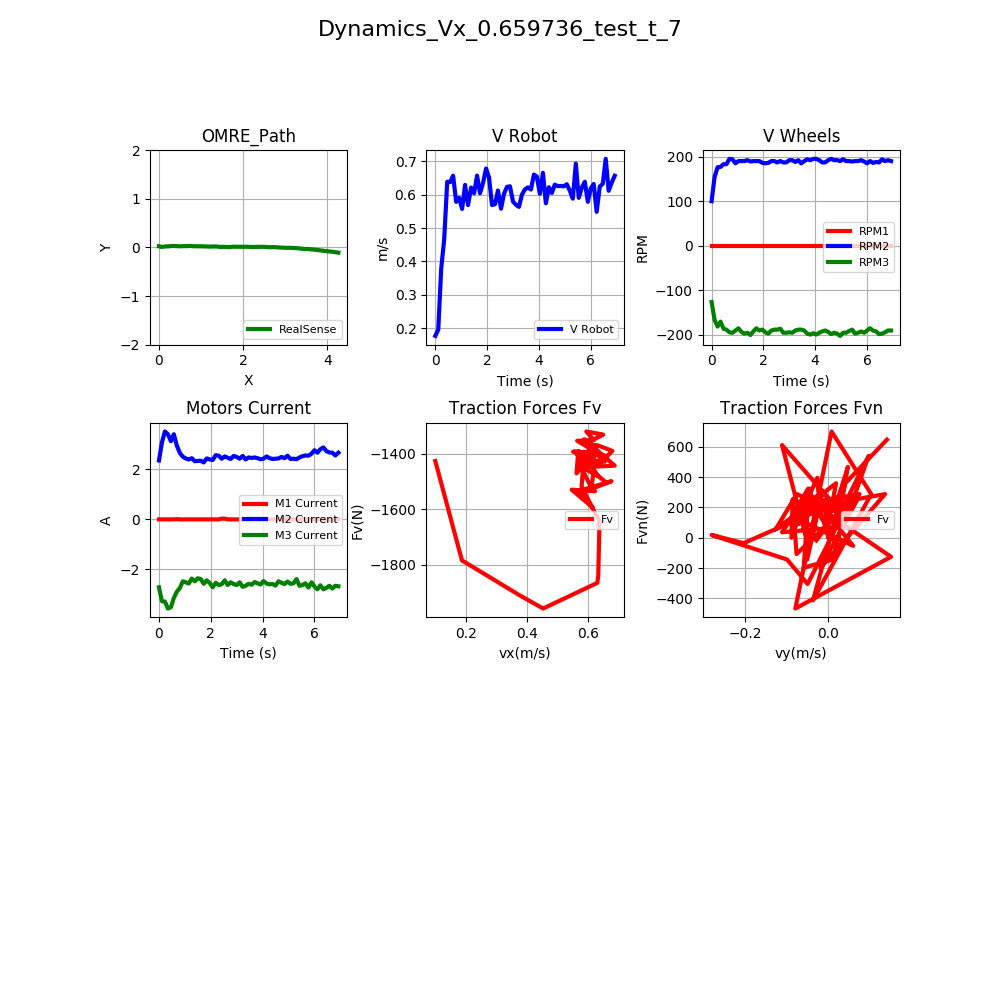 Dynamics_Vx_0.659736_test_t_7
OMRE_Path
V Robot
V Wheels
2
1
0
−1
−2
Y
0
2
4
X
RealSense
0.7
0.6
0.5
0.4
0.3
0.2
m/s
0
2
4
6
Time (s)
V Robot
200
100
0
−100
−200
RPM
0
2
4
6
Time (s)
RPM1
RPM2
RPM3
Motors Current
Traction Forces Fv
Traction Forces Fvn
2
0
−2
A
0
2
4
6
Time (s)
M1 Current
M2 Current
M3 Current
−1400
−1600
−1800
Fv(N)
0.2
0.4
0.6
vx(m/s)
Fv
600
400
200
0
−200
−400
Fvn(N)
−0.2
0.0
vy(m/s)
Fv